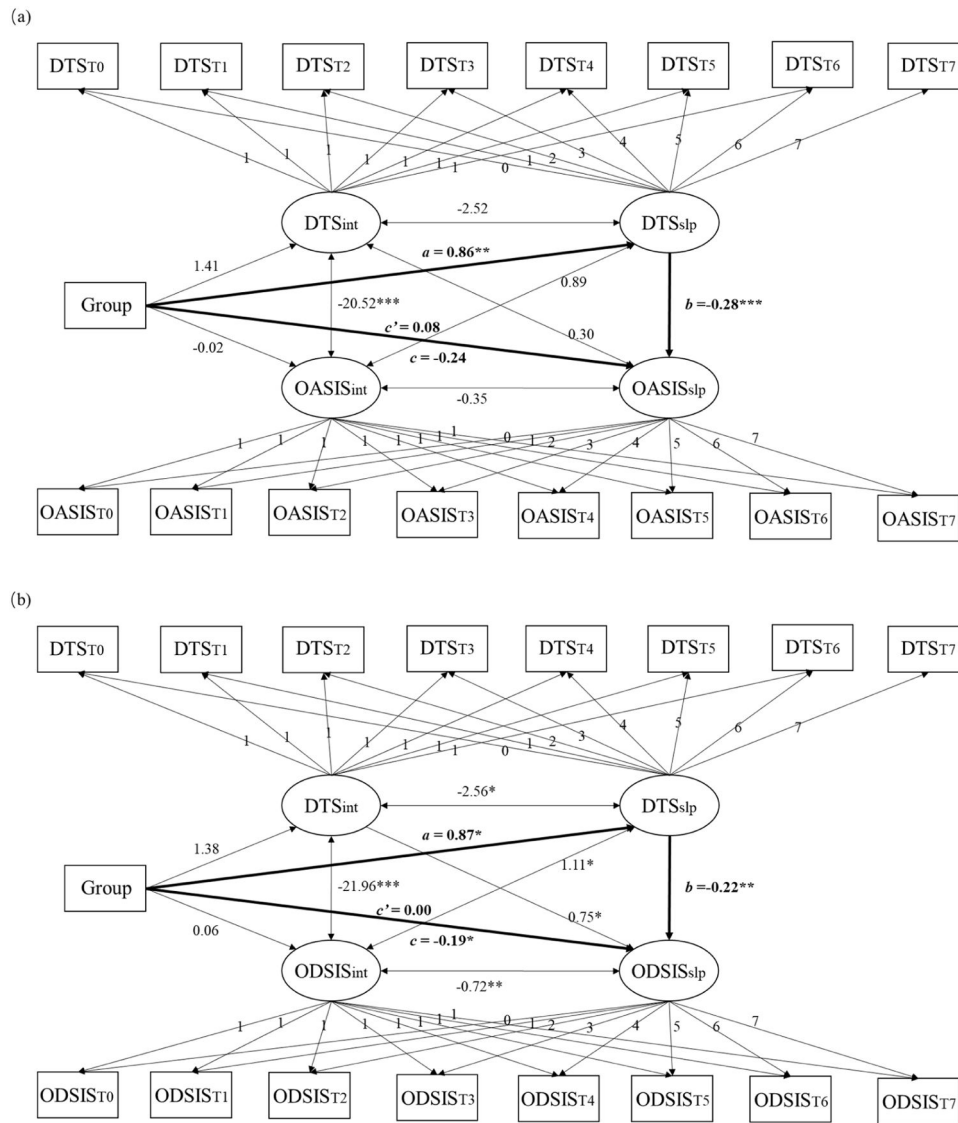 (a)
DTST0 DTST1 DTST2 DTST3 DTST4 DTST5 DTST6 DTST7
1 1 1 1 1 1 1 0 1 2 3 4 5 6 7
DTSint -2.52 DTSslp
a = 0.86**
1.41 0.89
Group -20.52*** b =-0.28***
c’= 0.08 0.30
-0.02 c = -0.24
OASISint -0.35 OASISslp
1 1 1 1 1 1 1 1 0 1 2 3 4 5 6 7
OASIST0 OASIST1 OASIST2 OASIST3 OASIST4 OASIST5 OASIST6 OASIST7
(b)
DTST0 DTST1 DTST2 DTST3 DTST4 DTST5 DTST6 DTST7
1 1 1 1 1 1 1 0 1 2 3 4 5 6 7
DTSint -2.56* DTSslp
a = 0.87*
1.38 1.11*
Group -21.96*** b =-0.22**
c’= 0.00 0.75*
0.06 c = -0.19*
ODSISint -0.72** ODSISslp
1 1 1 1 1 1 1 1 0 1 2 3 4 5 6 7
ODSIST0 ODSIST1 ODSIST2 ODSIST3 ODSIST4 ODSIST5 ODSIST6 ODSIST7